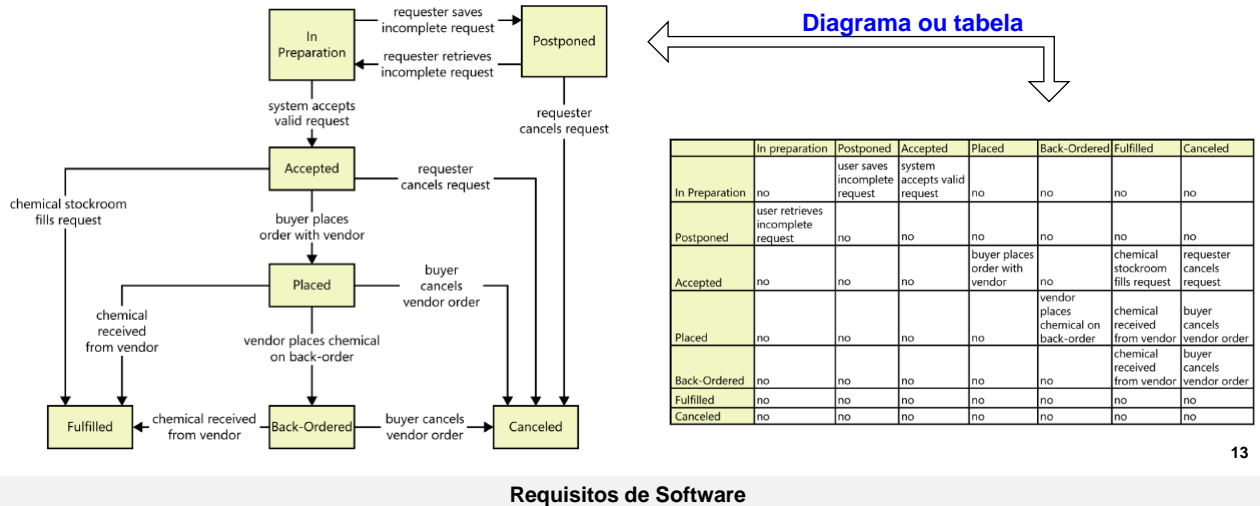 requester saves
incomplete request
In
Preparation
Postponed
requester retrieves
incomplete request
system accepts
valid request
requester
cancels request
Accepted
requester
cancels request
chemical stockroom
fills request
buyer places
order with vendor
Placed
buyer
cancels
vendor order
chemical
received
from vendor
vendor places chemical
on back-order
Fulfilled
chemical received
from vendor
Back-Ordered
buyer cancels
vendor order
Canceled
Diagrama ou tabela
In preparation Postponed Accepted Placed Back-Ordered Fulfilled Canceled
user saves system
incomplete accepts valid
In Preparation no request request no no no no
user retrieves
incomplete
Postponed request no no no no no no
buyer places chemical requester
order with stockroom cancels
Accepted no no no vendor no fills request request
vendor
places chemical buyer
chemical on received cancels
Placed no no no no back-order from vendor vendor order
chemical buyer
received cancels
Back-Ordered no no no no no from vendor vendor order
Fulfilled no no no no no no no
Canceled no no no no no no no
13
Requisitos de Software